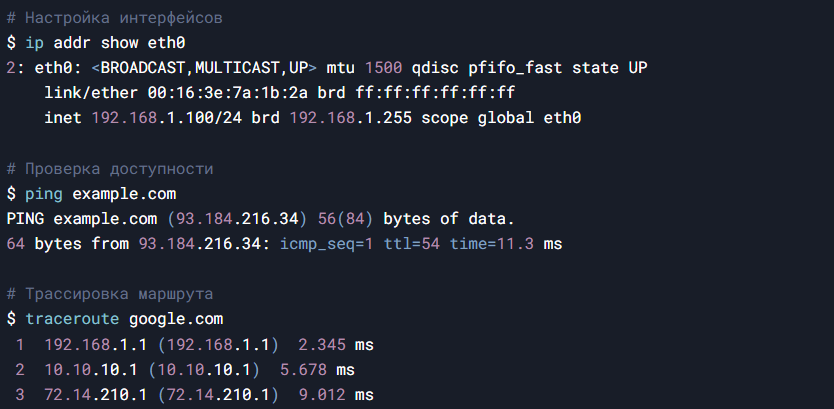 # Настройка интерфейсов
$ ip addr show eth0
2: eth0: <BROADCAST,MULTICAST,UP> mtu 1500 qdisc pfifo_fast state UP
    link/ether 00:16:3e:7a:1b:2a brd ff:ff:ff:ff:ff:ff
    inet 192.168.1.100/24 brd 192.168.1.255 scope global eth0

# Проверка доступности
$ ping example.com
PING example.com (93.184.216.34) 56(84) bytes of data.
64 bytes from 93.184.216.34: icmp_seq=1 ttl=54 time=11.3 ms

# Трассировка маршрута
$ traceroute google.com
 1  192.168.1.1 (192.168.1.1)  2.345 ms
 2  10.10.10.1 (10.10.10.1)  5.678 ms
 3  72.14.210.1 (72.14.210.1)  9.012 ms